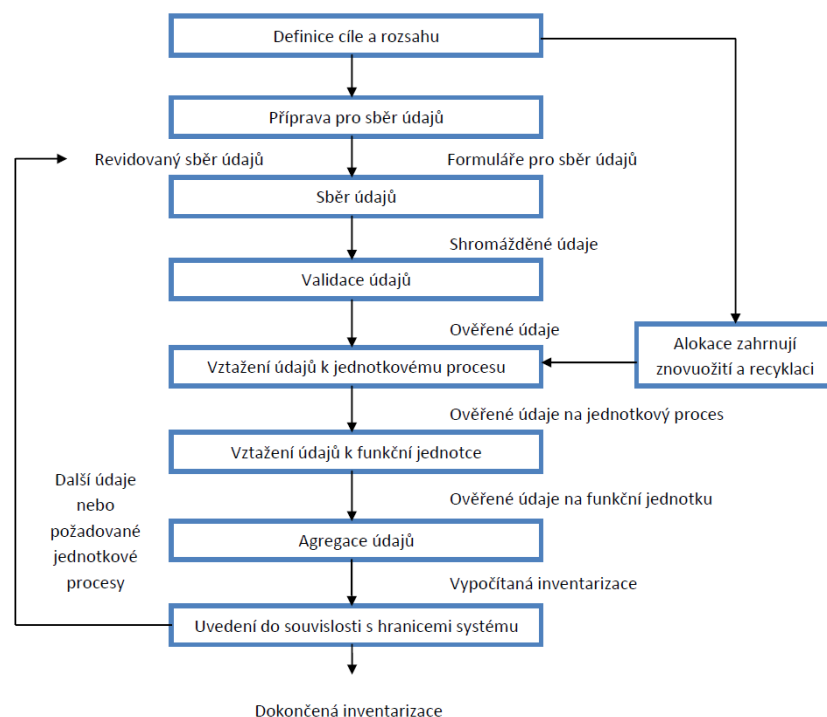 Definice cíle a rozsahu
Příprava pro sběr údajů
Revidovaný sběr údajů
Formuláře pro sběr údajů
Sběr údajů
Shromážděné údaje
Validace údajů
Ověřené údaje
Alokace zahrnují
znovuožití a recyklaci
Vztažení údajů k jednotkovému procesu
Ověřené údaje na jednotkový proces
Vztažení údajů k funkční jednotce
Další údaje
nebo
požadované
jednotkové
procesy
Ověřené údaje na funkční jednotku
Agregace údajů
Vypočítaná inventarizace
Uvedení do souvislosti s hranicemi systému
Dokončená inventarizace